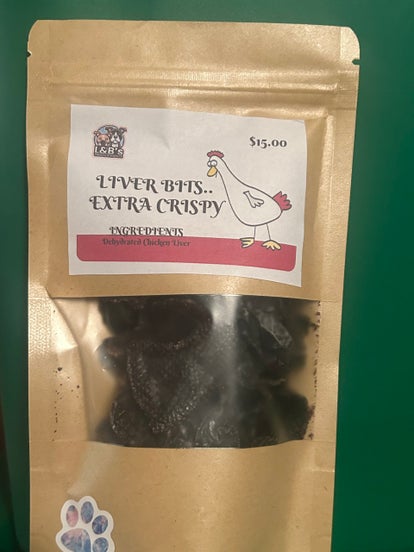 L&B's
$15.00
LIVER BITS..
EXTRA CRISPY
INGREDIENTS
Dehydrated Chicken Liver